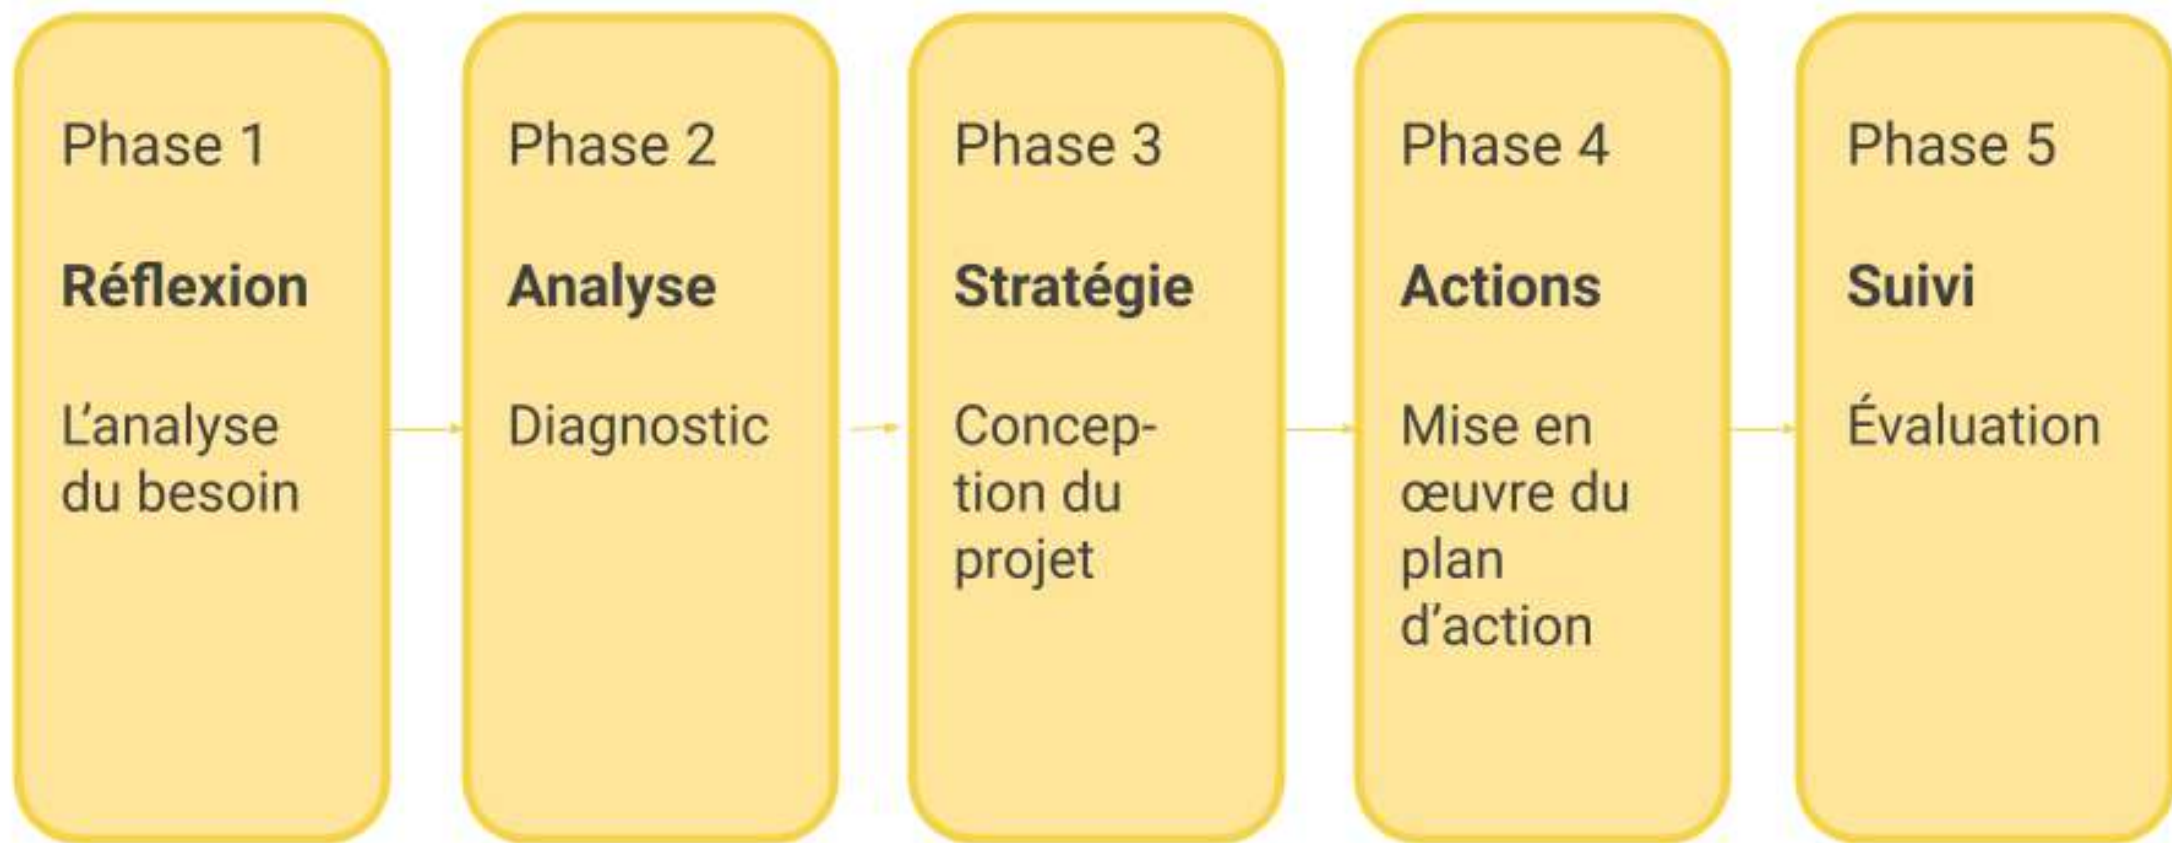 Phase 1
Réflexion
L’analyse
du besoin
Phase 2
Analyse
Diagnostic
Phase 3
Stratégie
Concep-
tion du
projet
Phase 4
Actions
Mise en
œuvre du
plan
d’action
Phase 5
Suivi
Évaluation